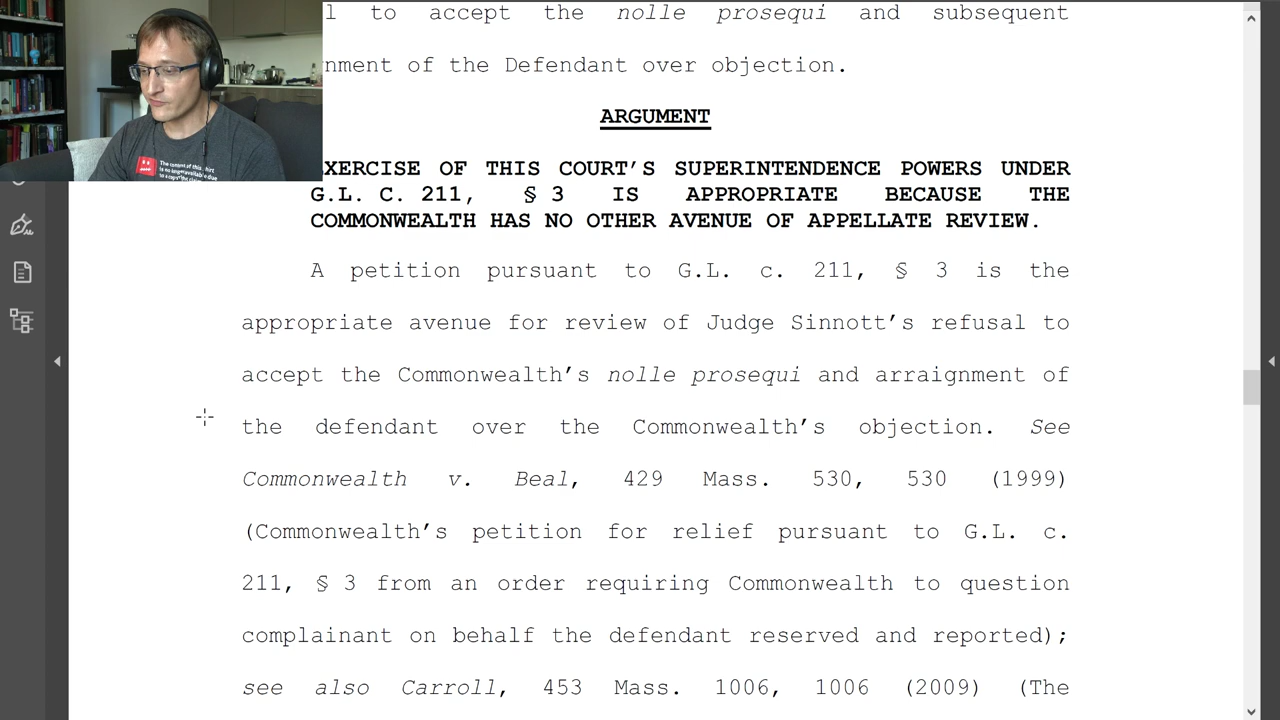 l to accept the nolle prosequi and subsequent
nment of the Defendant over objection.
ARGUMENT
XERCISE OF THIS COURT'S SUPERINTENDENCE POWERS UNDER
G.L. C. 211, § 3 IS APPROPRIATE BECAUSE THE
COMMONWEALTH HAS NO OTHER AVENUE OF APPELLATE REVIEW.
A petition pursuant to G.L. c. 211, § 3 is the
appropriate avenue for review of Judge Sinnott's refusal to
accept the Commonwealth's nolle prosequi and arraignment of
the defendant over the Commonwealth's objection. See
Commonwealth v. Beal, 429 Mass. 530, 530 (1999)
(Commonwealth's petition for relief pursuant to G.L. c.
211, § 3 from an order requiring Commonwealth to question
complainant on behalf the defendant reserved and reported);
see also Carroll, 453 Mass. 1006, 1006 (2009) (The